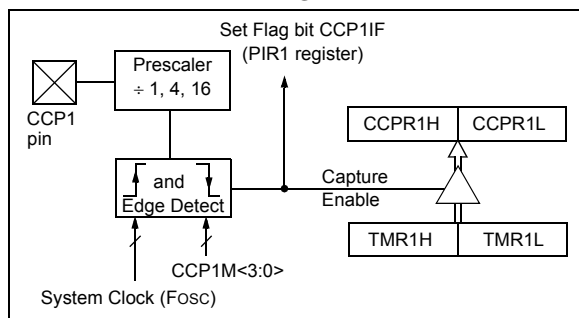 Set Flag bit CCP1IF
(PIR1 register)
Prescaler
÷ 1, 4, 16
CCP1
pin
CCPR1H CCPR1L
and
Edge Detect
Capture
Enable
TMR1H TMR1L
CCP1M<3:0>
System Clock (FOSC)